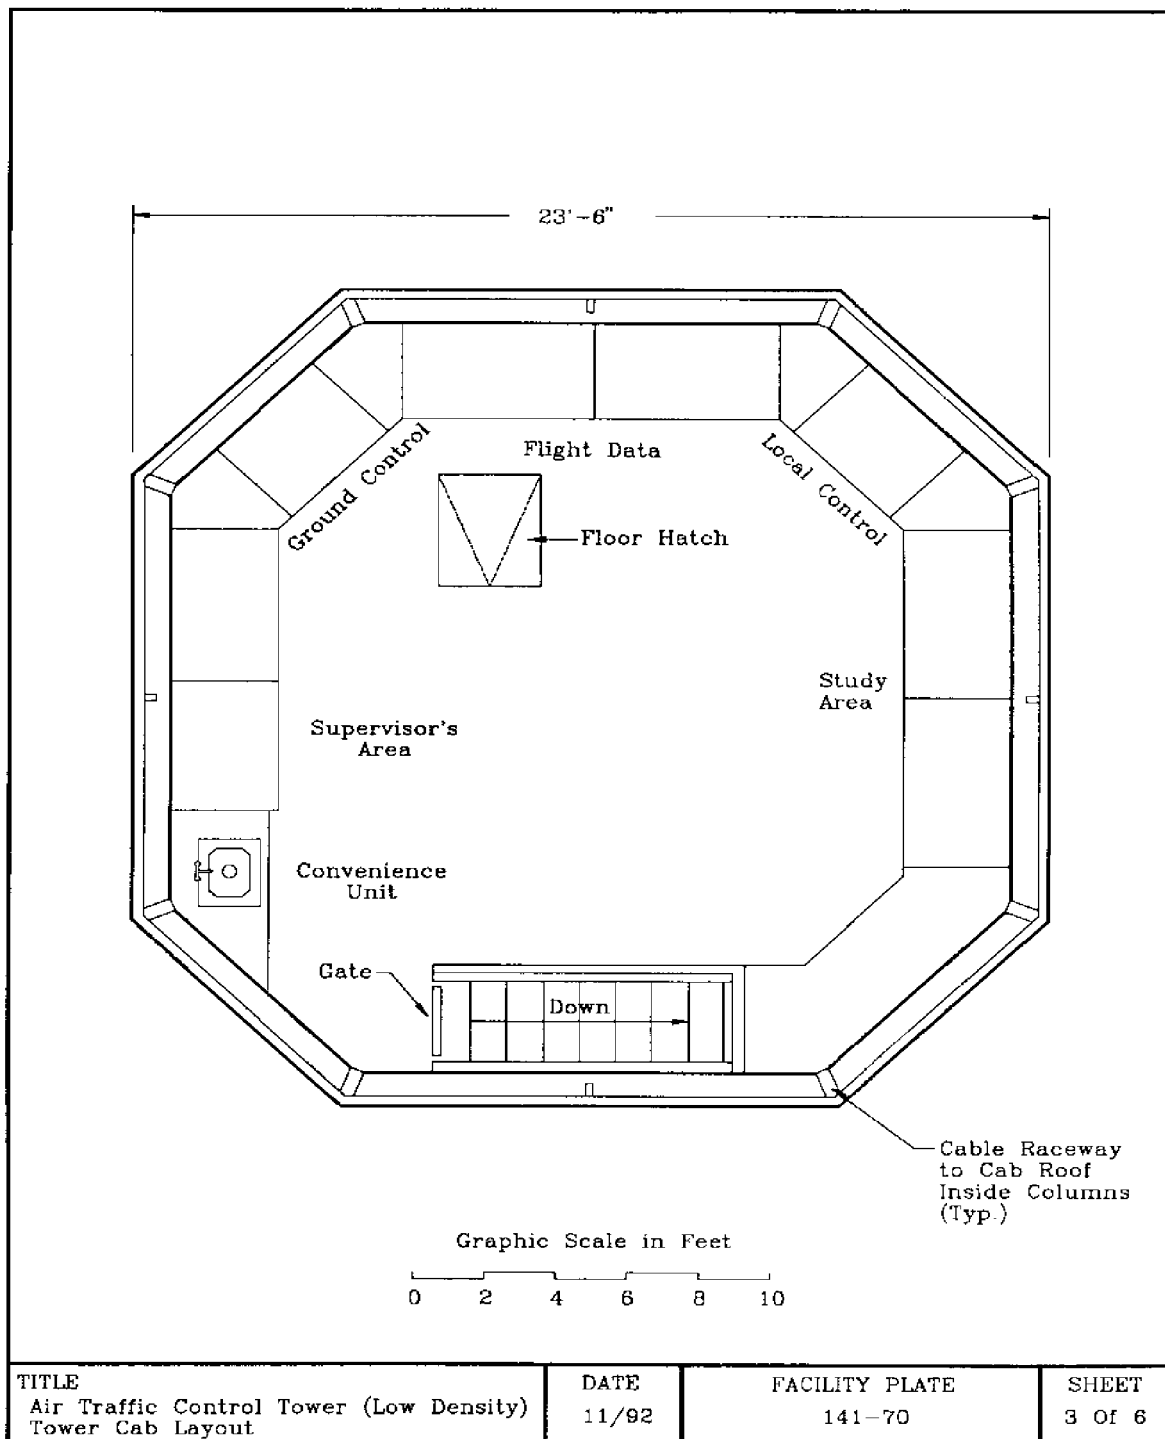 23'-6"
Flight Data
Ground Control
Local Control
Floor Hatch
Study
Area
Supervisor's
Area
Convenience
Unit
Gate
Down
Cable Raceway
to Cab Roof
Inside Columns
(Typ.)
Graphic Scale in Feet
0 2 4 6 8 10
TITLE
Air Traffic Control Tower (Low Density)
Tower Cab Layout
DATE
11/92
FACILITY PLATE
141-70
SHEET
3 Of 6